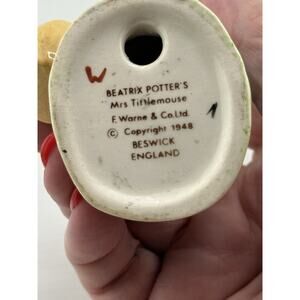 W
BEATRIX POTTER'S
Mrs Tittlemouse
F. Warne & Co. Ltd.
© Copyright 1948
BESWICK
ENGLAND